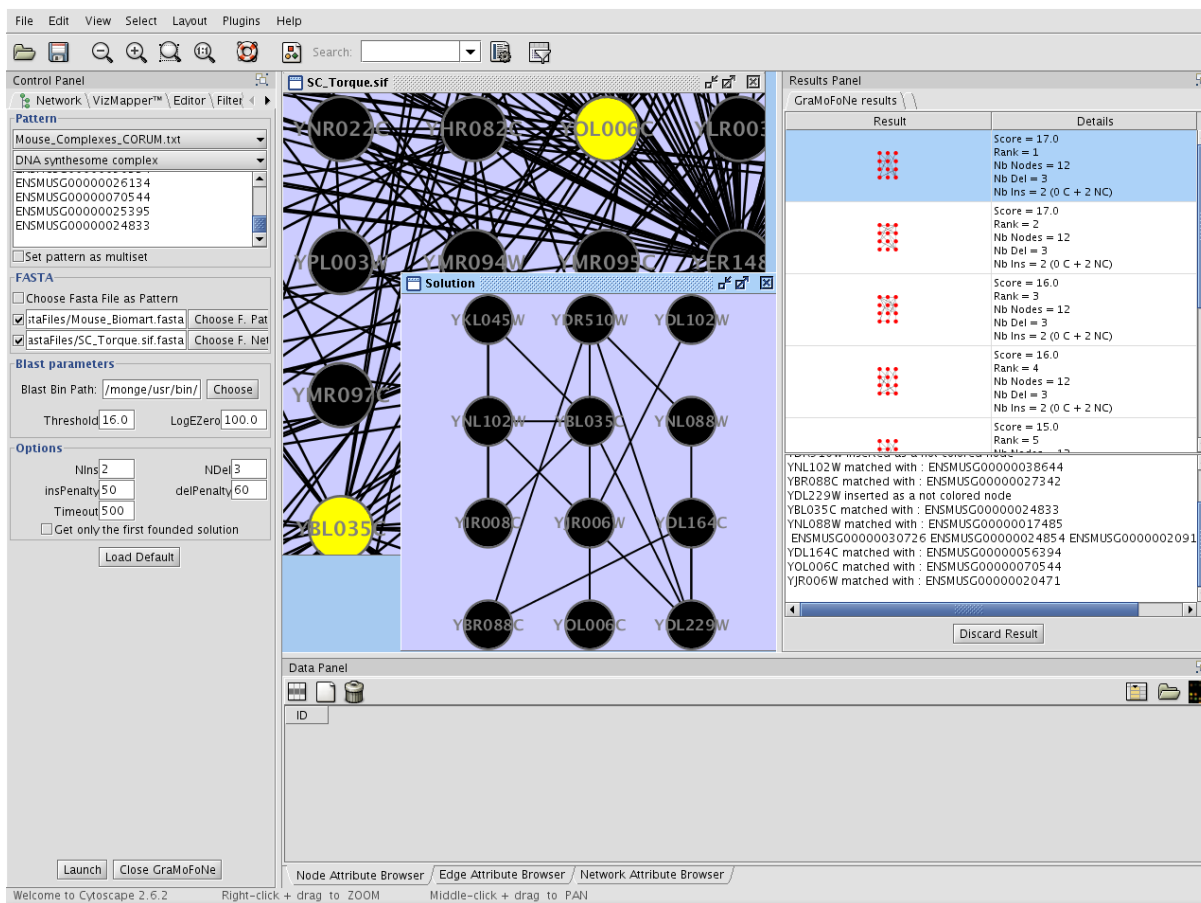 File Edit View Select Layout Plugins Help
Search:
Control Panel
Network VizMapper™ Editor Filter
Pattern
Mouse_Complexes_CORUM.txt
DNA synthesome complex
ENSMUSG00000026134
ENSMUSG00000070544
ENSMUSG00000025395
ENSMUSG00000024833
Set pattern as multiset
FASTA
Choose Fasta File as Pattern
staFiles/Mouse_Biomart.fasta Choose F. Pat
astaFiles/SC_Torque.sif.fasta Choose F. Net
Blast parameters
Blast Bin Path: /monge/usr/bin/ Choose
Threshold 16.0 LogEZero 100.0
Options
NIns 2 NDel 3
insPenalty 50 delPenalty 60
Timeout 500
Get only the first founded solution
Load Default
Launch Close GraMoFoNe
SC_Torque.sif
YNR022C YHR082C YOL006C YLR003
YPL003W YMR094W YMR095C YER148
YMR097C
YBL035C
Solution
YKL045W YDR510W YDL102W
YNL102W YBL035C YNL088W
YIR008C YJR006W YDL164C
YBR088C YOL006C YDL229W
Results Panel
GraMoFoNe results
Result Details
Score = 17.0
Rank = 1
Nb Nodes = 12
Nb Del = 3
Nb Ins = 2 (0 C + 2 NC)
Score = 17.0
Rank = 2
Nb Nodes = 12
Nb Del = 3
Nb Ins = 2 (0 C + 2 NC)
Score = 16.0
Rank = 3
Nb Nodes = 12
Nb Del = 3
Nb Ins = 2 (0 C + 2 NC)
Score = 16.0
Rank = 4
Nb Nodes = 12
Nb Del = 3
Nb Ins = 2 (0 C + 2 NC)
Score = 15.0
Rank = 5
YDR510W inserted as a not colored node
YNL102W matched with : ENSMUSG00000038644
YBR088C matched with : ENSMUSG00000027342
YDL229W inserted as a not colored node
YBL035C matched with : ENSMUSG00000024833
YNL088W matched with : ENSMUSG00000017485
ENSMUSG00000030726 ENSMUSG00000024854 ENSMUSG0000002091
YDL164C matched with : ENSMUSG00000056394
YOL006C matched with : ENSMUSG00000070544
YJR006W matched with : ENSMUSG00000020471
Discard Result
Data Panel
ID
Node Attribute Browser Edge Attribute Browser Network Attribute Browser
Welcome to Cytoscape 2.6.2 Right-click + drag to ZOOM Middle-click + drag to PAN